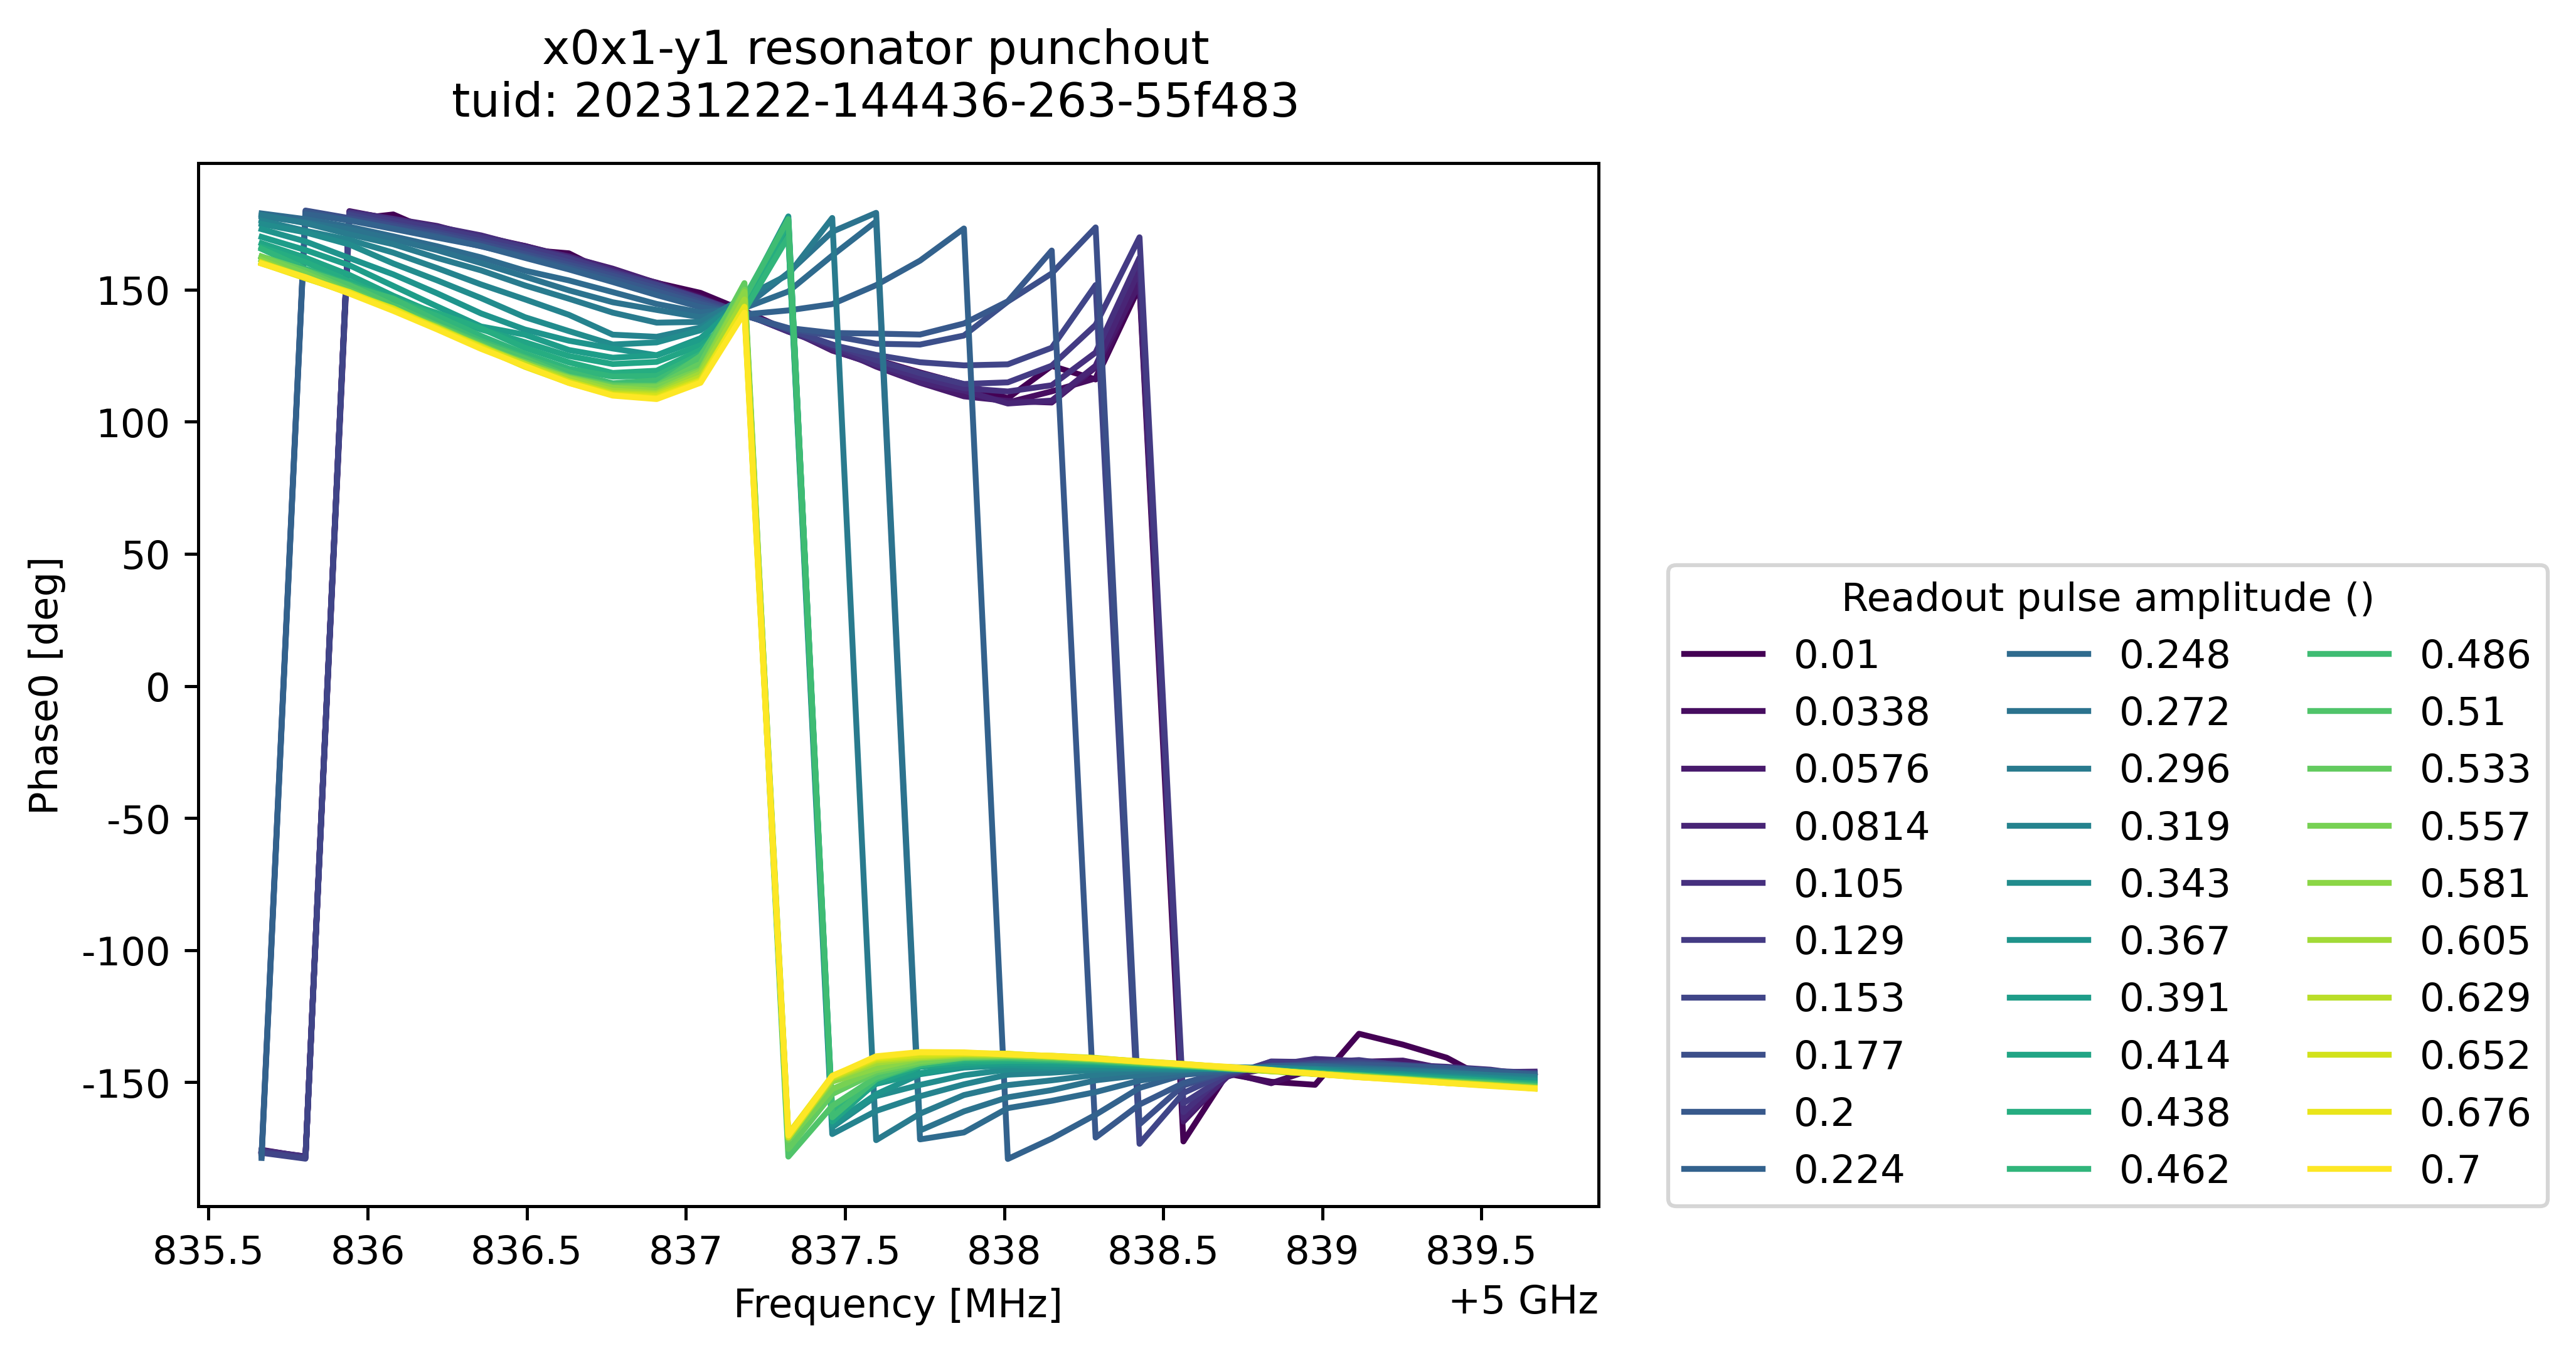 x0x1-y1 resonator punchout
tuid: 20231222-144436-263-55f483
Phase0 [deg]
150
100
50
0
-50
-100
-150
835.5 836 836.5 837 837.5 838 838.5 839 839.5
Frequency [MHz]
+5 GHz
Readout pulse amplitude ()
0.01 0.248 0.486
0.0338 0.272 0.51
0.0576 0.296 0.533
0.0814 0.319 0.557
0.105 0.343 0.581
0.129 0.367 0.605
0.153 0.391 0.629
0.177 0.414 0.652
0.2 0.438 0.676
0.224 0.462 0.7